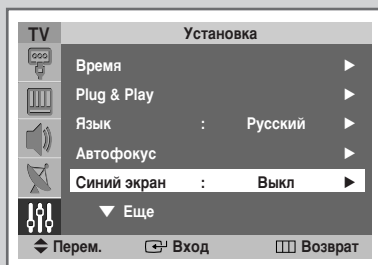 TV Установка
Время
Plug & Play
Язык : Русский
Автофокус
Синий экран : Выкл
Еще
Перем. Вход Возврат